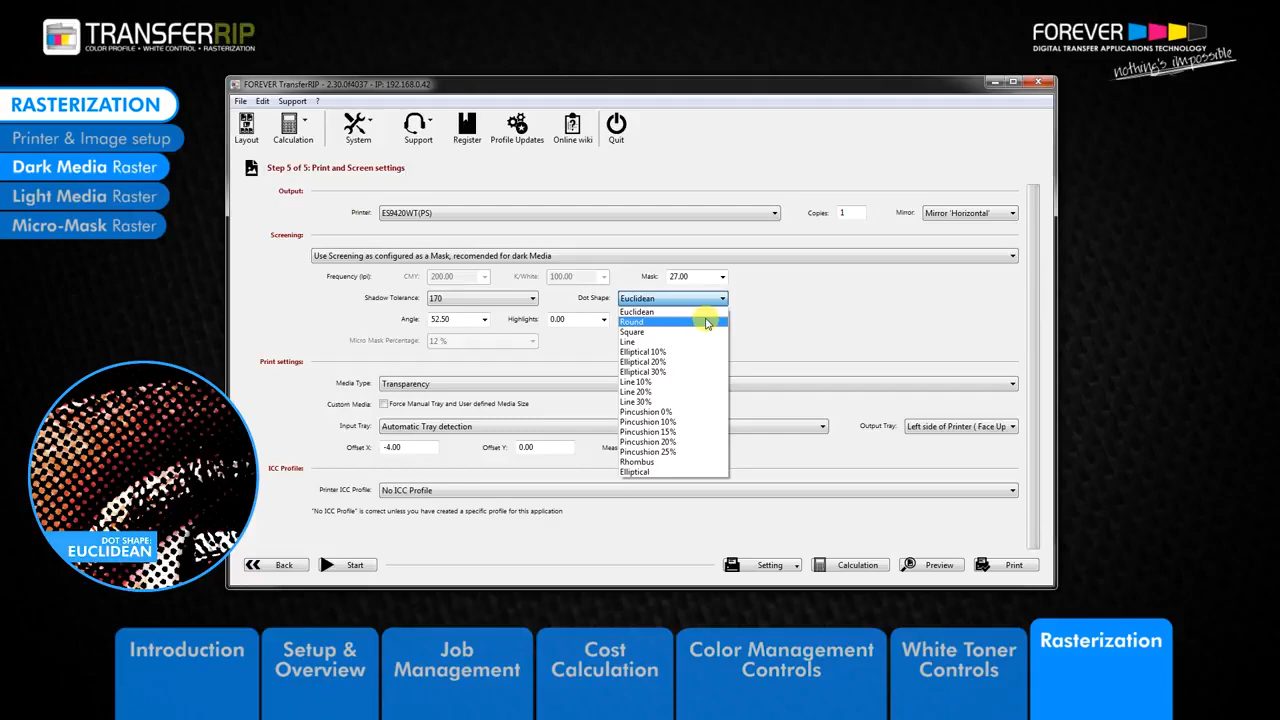 TRANSFERRIP
COLOR PROFILE • WHITE CONTROL • RASTERIZATION
FOREVER
DIGITAL TRANSFER APPLICATIONS TECHNOLOGY
nothing's impossible
RASTERIZATION
Printer & Image setup
Dark Media Raster
Light Media Raster
Micro-Mask Raster
FOREVER TransferRIP - 2.30.0f4037 - IP: 192.168.0.42
File Edit Support ?
Layout Calculation System Support Register Profile Updates Online wiki Quit
Step 5 of 5: Print and Screen settings
Output:
Printer: ES9420WT(PS) Copies: 1 Mirror: Mirror 'Horizontal'
Screening:
Use Screening as configured as a Mask, recomended for dark Media
Frequency (lpi): CMY: 200.00 K/White: 100.00 Mask: 27.00
Shadow Tolerance: 170 Dot Shape: Euclidean
Euclidean
Angle: 52.50 Highlights: 0.00 Round
Square
Micro Mask Percentage: 12 % Line
Elliptical 10%
Print settings: Elliptical 20%
Elliptical 30%
Media Type: Transparency Line 10%
Line 20%
Custom Media: Force Manual Tray and User defined Media Size Line 30%
Pincushion 0%
Pincushion 10%
Input Tray: Automatic Tray detection Pincushion 15% Output Tray: Left side of Printer ( Face Up
Pincushion 20%
Offset X: -4.00 Offset Y: 0.00 Meas Pincushion 25%
Rhombus
ICC Profile: Elliptical
Printer ICC Profile: No ICC Profile
"No ICC Profile" is correct unless you have created a specific profile for this application
DOT SHAPE:
EUCLIDEAN
Back Start Setting Calculation Preview Print
Introduction
Setup &
Overview
Job
Management
Cost
Calculation
Color Management
Controls
White Toner
Controls
Rasterization